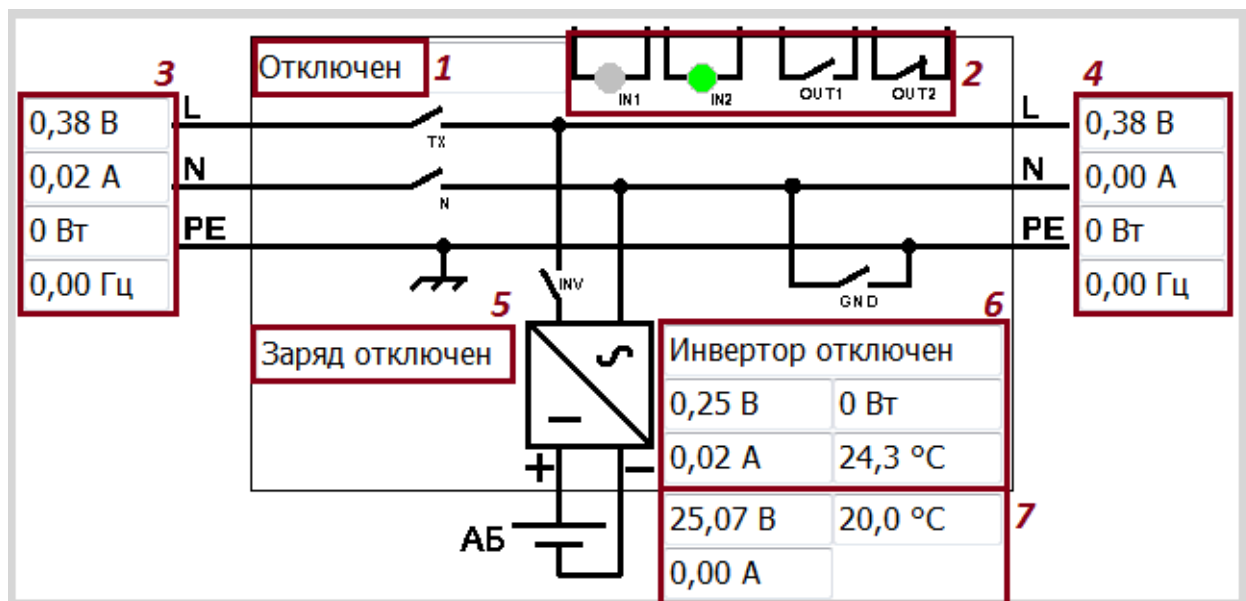 Отключен 1
IN1 IN2 OUT1 OUT2 2
3
0,38 В
0,02 А
0 Вт
0,00 Гц
L
N
PE
TX
N
INV
GND
L
N
PE
4
0,38 В
0,00 А
0 Вт
0,00 Гц
5
Заряд отключен
6
Инвертор отключен
0,25 В 0 Вт
0,02 А 24,3 °C
+ −
АБ
25,07 В 20,0 °C 7
0,00 А